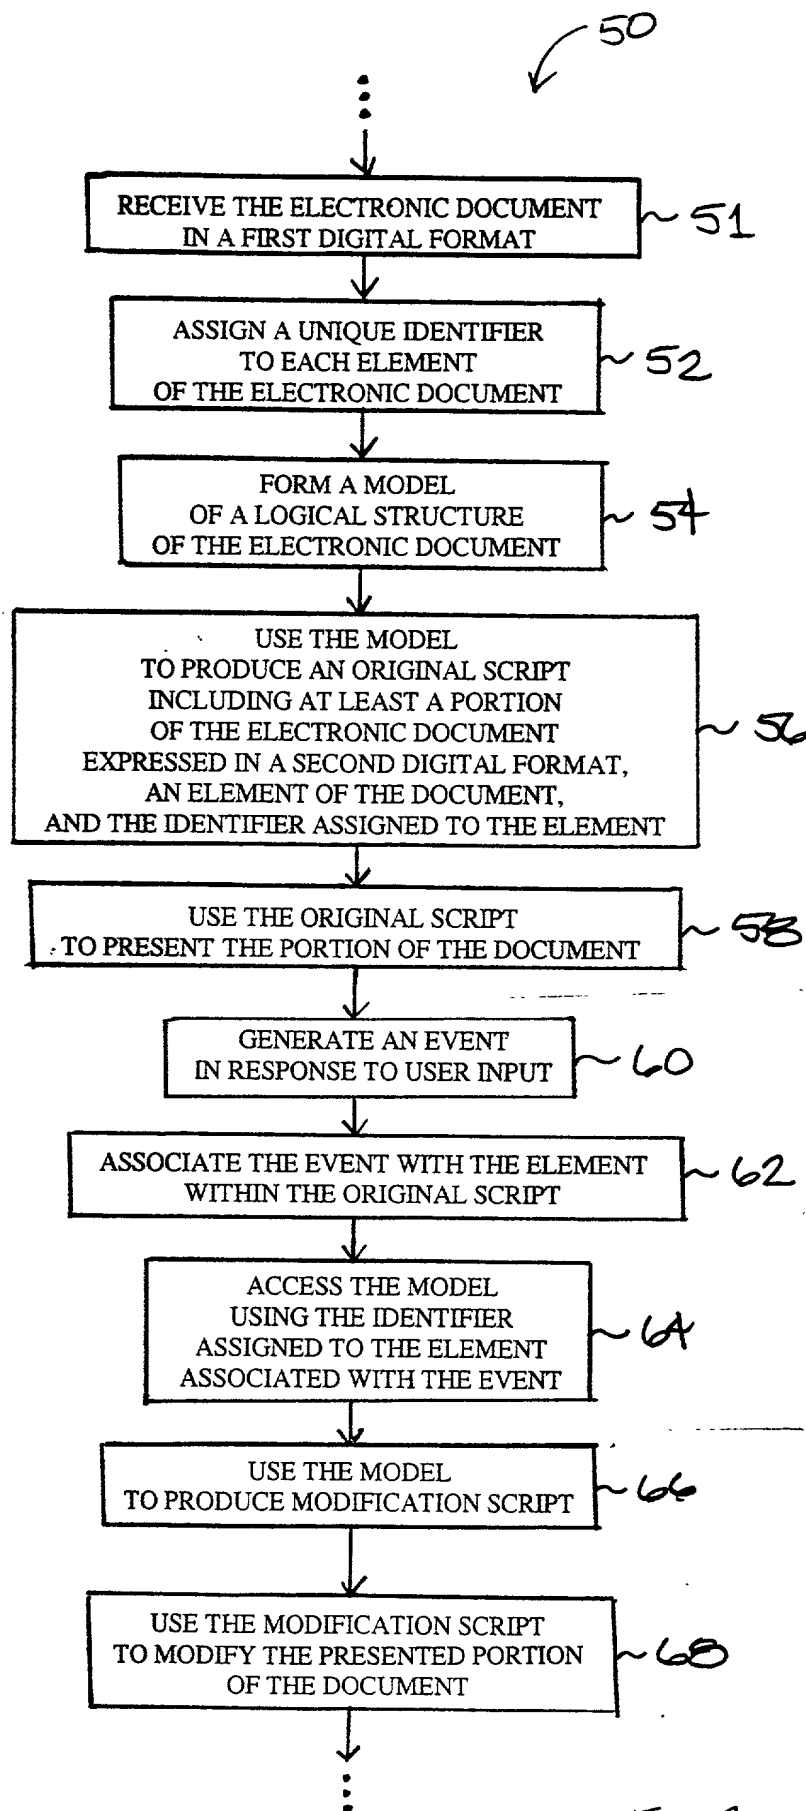 50
RECEIVE THE ELECTRONIC DOCUMENT
IN A FIRST DIGITAL FORMAT
51
ASSIGN A UNIQUE IDENTIFIER
TO EACH ELEMENT
OF THE ELECTRONIC DOCUMENT
52
FORM A MODEL
OF A LOGICAL STRUCTURE
OF THE ELECTRONIC DOCUMENT
54
USE THE MODEL
TO PRODUCE AN ORIGINAL SCRIPT
INCLUDING AT LEAST A PORTION
OF THE ELECTRONIC DOCUMENT
EXPRESSED IN A SECOND DIGITAL FORMAT,
AN ELEMENT OF THE DOCUMENT,
AND THE IDENTIFIER ASSIGNED TO THE ELEMENT
56
USE THE ORIGINAL SCRIPT
TO PRESENT THE PORTION OF THE DOCUMENT
58
GENERATE AN EVENT
IN RESPONSE TO USER INPUT
60
ASSOCIATE THE EVENT WITH THE ELEMENT
WITHIN THE ORIGINAL SCRIPT
62
ACCESS THE MODEL
USING THE IDENTIFIER
ASSIGNED TO THE ELEMENT
ASSOCIATED WITH THE EVENT
64
USE THE MODEL
TO PRODUCE MODIFICATION SCRIPT
66
USE THE MODIFICATION SCRIPT
TO MODIFY THE PRESENTED PORTION
OF THE DOCUMENT
68